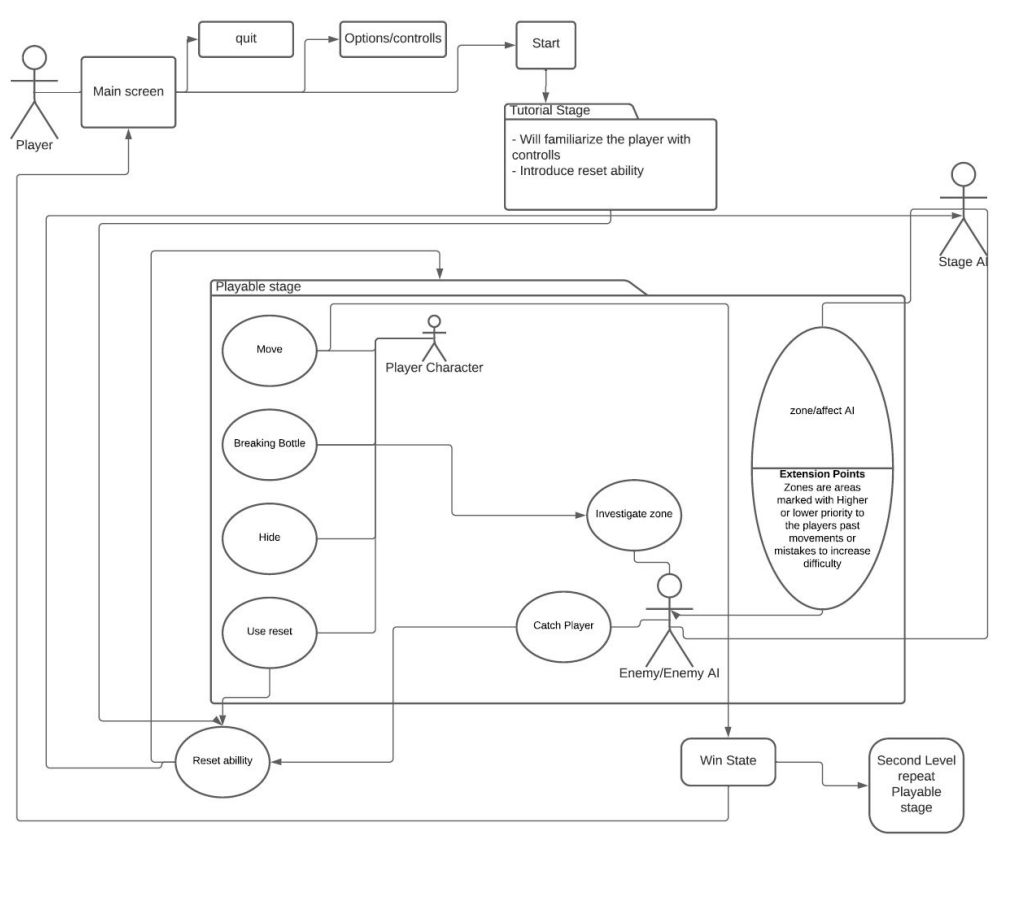 quit
Options/controlls
Start
Main screen
Player
Tutorial Stage
- Will familiarize the player with
controlls
- Introduce reset ability
Stage AI
Playable stage
Move
Player Character
zone/affect AI
Breaking Bottle
Extension Points
Zones are areas
marked with Higher
or lower priority to
the players past
movements or
mistakes to increase
difficulty
Investigate zone
Hide
Catch Player
Use reset
Enemy/Enemy AI
Reset abillity
Win State
Second Level
repeat
Playable
stage